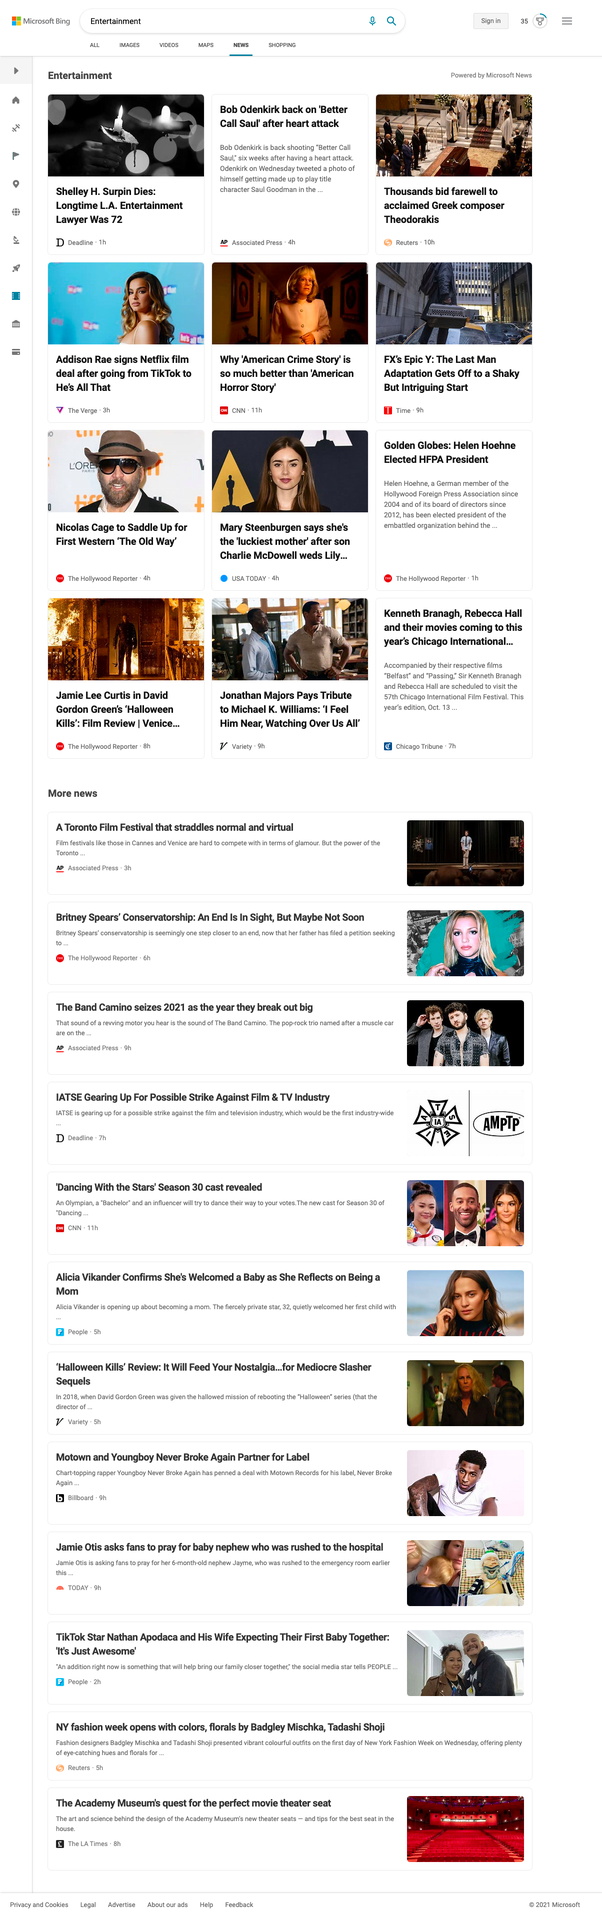 Microsoft Bing
Entertainment
Sign in
35
ALL IMAGES VIDEOS MAPS NEWS SHOPPING
Entertainment
Powered by Microsoft News
Shelley H. Surpin Dies:
Longtime L.A. Entertainment
Lawyer Was 72
Deadline · 1h
Bob Odenkirk back on 'Better
Call Saul' after heart attack
Bob Odenkirk is back shooting "Better Call
Saul," six weeks after having a heart attack.
Odenkirk on Wednesday tweeted a photo of
himself getting made up to play title
character Saul Goodman in the ...
AP Associated Press · 4h
Thousands bid farewell to
acclaimed Greek composer
Theodorakis
Reuters · 10h
Addison Rae signs Netflix film
deal after going from TikTok to
He's All That
The Verge · 3h
Why 'American Crime Story' is
so much better than 'American
Horror Story'
CNN · 11h
FX's Epic Y: The Last Man
Adaptation Gets Off to a Shaky
But Intriguing Start
Time · 9h
L'ORÉ
tiff
Nicolas Cage to Saddle Up for
First Western 'The Old Way'
The Hollywood Reporter · 4h
Mary Steenburgen says she's
the 'luckiest mother' after son
Charlie McDowell weds Lily...
USA TODAY · 4h
Golden Globes: Helen Hoehne
Elected HFPA President
Helen Hoehne, a German member of the
Hollywood Foreign Press Association since
2004 and of its board of directors since
2012, has been elected president of the
embattled organization behind the ...
The Hollywood Reporter · 1h
Jamie Lee Curtis in David
Gordon Green's 'Halloween
Kills': Film Review | Venice...
The Hollywood Reporter · 8h
Jonathan Majors Pays Tribute
to Michael K. Williams: 'I Feel
Him Near, Watching Over Us All'
Variety · 9h
Kenneth Branagh, Rebecca Hall
and their movies coming to this
year's Chicago International...
Accompanied by their respective films
"Belfast" and "Passing," Sir Kenneth Branagh
and Rebecca Hall are scheduled to visit the
57th Chicago International Film Festival. This
year's edition, Oct. 13 ...
Chicago Tribune · 7h
More news
A Toronto Film Festival that straddles normal and virtual
Film festivals like those in Cannes and Venice are hard to compete with in terms of glamour. But the power of the
Toronto ...
AP Associated Press · 3h
Britney Spears' Conservatorship: An End Is In Sight, But Maybe Not Soon
Britney Spears' conservatorship is seemingly one step closer to an end, now that her father has filed a petition seeking
to ...
The Hollywood Reporter · 6h
The Band Camino seizes 2021 as the year they break out big
That sound of a revving motor you hear is the sound of The Band Camino. The pop-rock trio named after a muscle car
are on the ...
AP Associated Press · 9h
IATSE Gearing Up For Possible Strike Against Film & TV Industry
IATSE is gearing up for a possible strike against the film and television industry, which would be the first industry-wide
...
Deadline · 7h
IATSE
AMPTP
'Dancing With the Stars' Season 30 cast revealed
An Olympian, a "Bachelor" and an influencer will try to dance their way to your votes.The new cast for Season 30 of
"Dancing ...
CNN · 11h
Alicia Vikander Confirms She's Welcomed a Baby as She Reflects on Being a
Mom
Alicia Vikander is opening up about becoming a mom. The fiercely private star, 32, quietly welcomed her first child with
...
People · 5h
'Halloween Kills' Review: It Will Feed Your Nostalgia...for Mediocre Slasher
Sequels
In 2018, when David Gordon Green was given the hallowed mission of rebooting the "Halloween" series (that the
director of ...
Variety · 5h
Motown and Youngboy Never Broke Again Partner for Label
Chart-topping rapper Youngboy Never Broke Again has penned a deal with Motown Records for his label, Never Broke
Again ...
Billboard · 9h
Jamie Otis asks fans to pray for baby nephew who was rushed to the hospital
Jamie Otis is asking fans to pray for her 6-month-old nephew Jayme, who was rushed to the emergency room earlier
this ...
TODAY · 9h
TikTok Star Nathan Apodaca and His Wife Expecting Their First Baby Together:
'It's Just Awesome'
"An addition right now is something that will help bring our family closer together," the social media star tells PEOPLE ...
People · 2h
NY fashion week opens with colors, florals by Badgley Mischka, Tadashi Shoji
Fashion designers Badgley Mischka and Tadashi Shoji presented vibrant colourful outfits on the first day of New York Fashion Week on Wednesday, offering plenty
of eye-catching hues and florals for ...
Reuters · 5h
The Academy Museum's quest for the perfect movie theater seat
The art and science behind the design of the Academy Museum's new theater seats — and tips for the best seat in the
house.
The LA Times · 8h
Privacy and Cookies Legal Advertise About our ads Help Feedback
© 2021 Microsoft